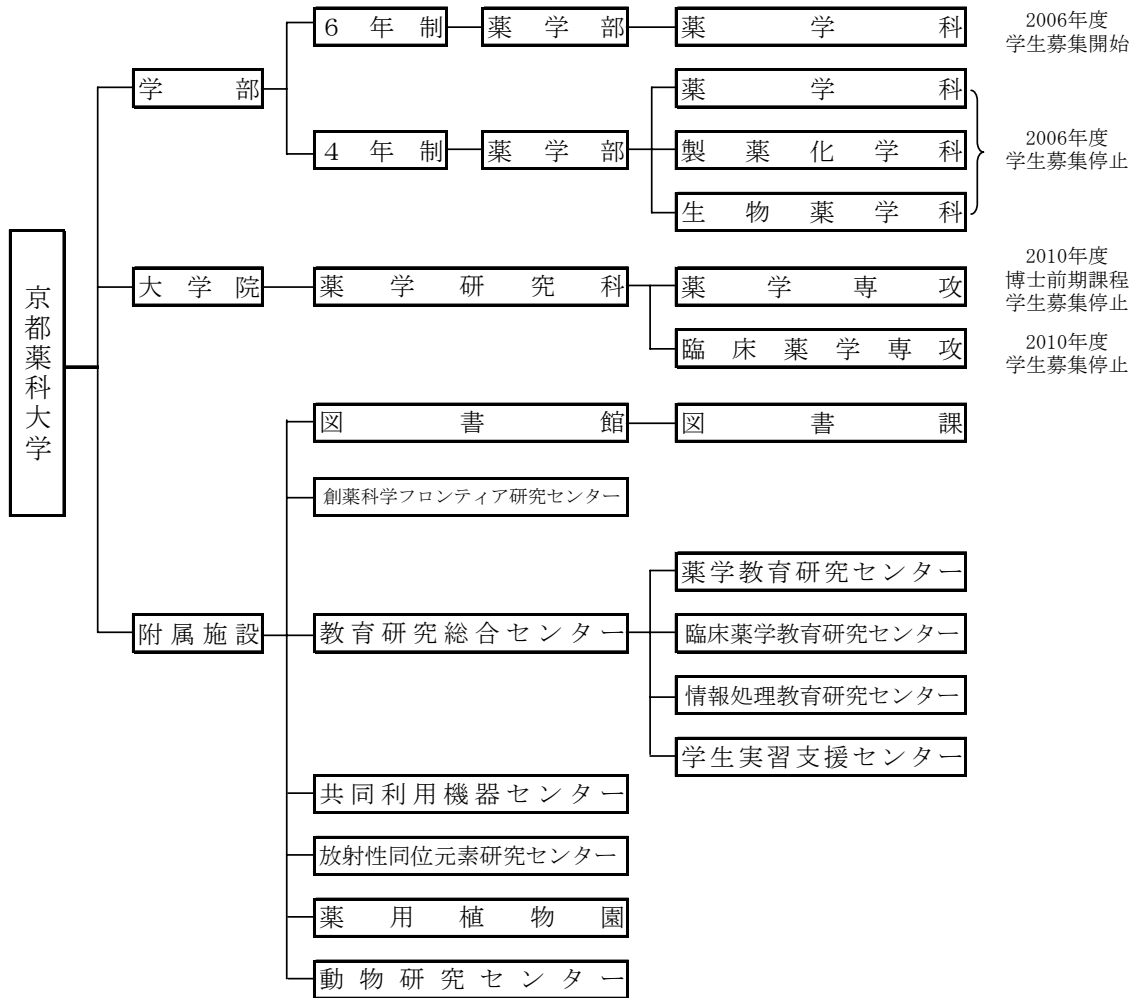 6年制
薬学部
薬学科
2006年度
学生募集開始
学部
薬学科
4年制
薬学部
製薬化学科
2006年度
学生募集停止
生物薬学科
京都薬科大学
大学院
薬学研究科
薬学専攻
2010年度
博士前期課程
学生募集停止
臨床薬学専攻
2010年度
学生募集停止
図書館
図書課
創薬科学フロンティア研究センター
附属施設
教育研究総合センター
薬学教育研究センター
臨床薬学教育研究センター
情報処理教育研究センター
学生実習支援センター
共同利用機器センター
放射性同位元素研究センター
薬用植物園
動物研究センター